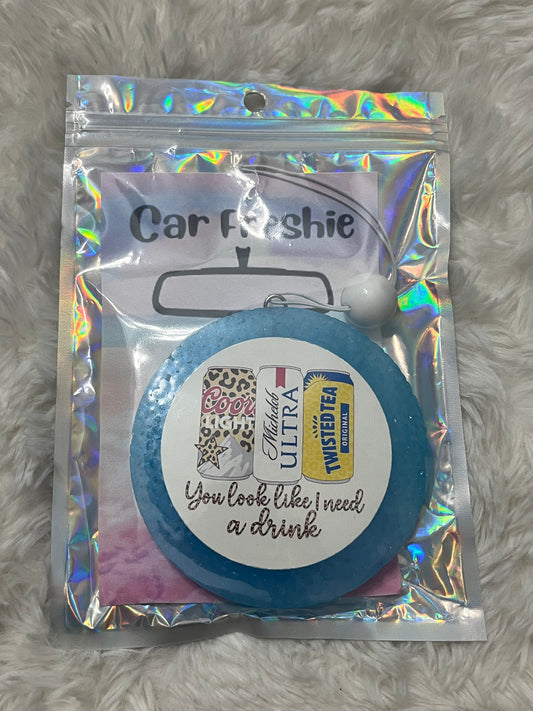 Car Freshie
Coors
LIGHT
Michelob
ULTRA
TWISTED TEA
ORIGINAL
You look like I need
a drink